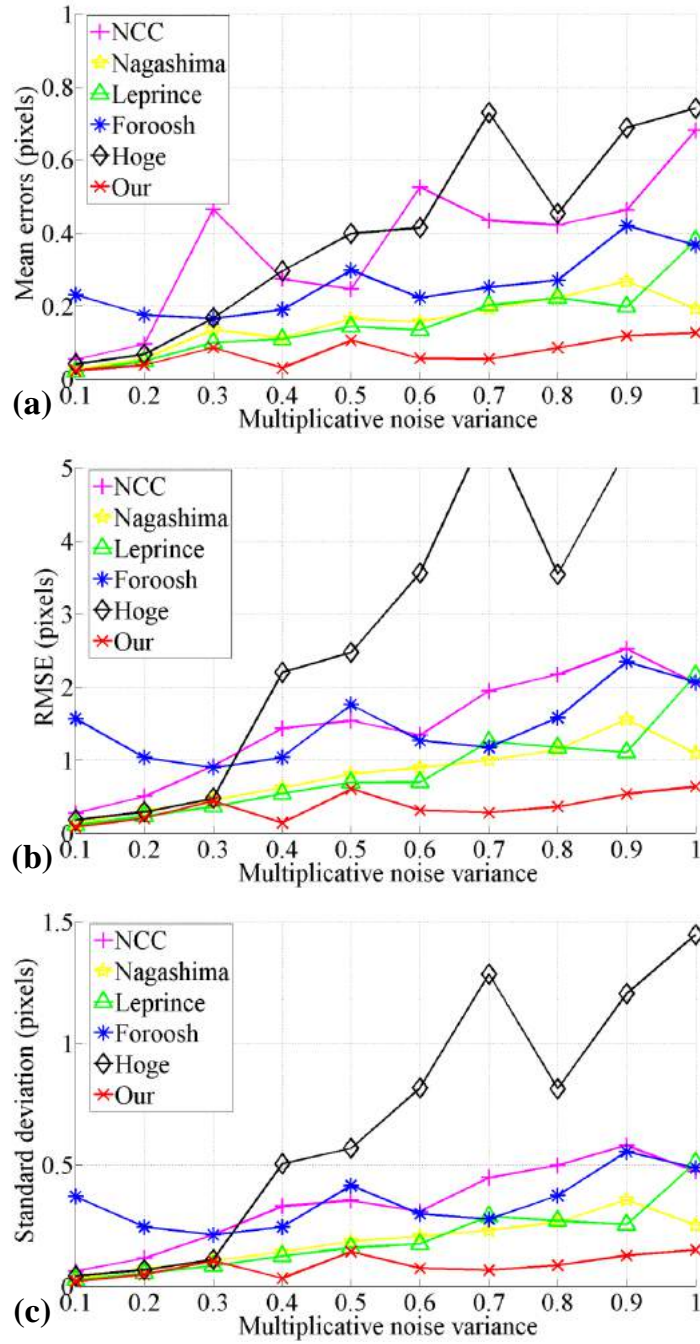 1
0.8
0.6
0.4
0.2
0
Mean errors (pixels)
NCC
Nagashima
Leprince
Foroosh
Hoge
Our
0.1 0.2 0.3 0.4 0.5 0.6 0.7 0.8 0.9 1
Multiplicative noise variance
(a)
5
4
3
2
1
0
RMSE (pixels)
NCC
Nagashima
Leprince
Foroosh
Hoge
Our
0.1 0.2 0.3 0.4 0.5 0.6 0.7 0.8 0.9 1
Multiplicative noise variance
(b)
1.5
1
0.5
0
Standard deviation (pixels)
NCC
Nagashima
Leprince
Foroosh
Hoge
Our
0.1 0.2 0.3 0.4 0.5 0.6 0.7 0.8 0.9 1
Multiplicative noise variance
(c)